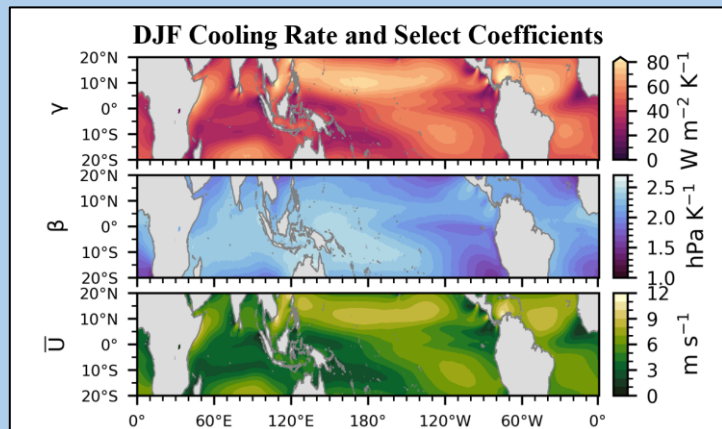 DJF Cooling Rate and Select Coefficients
20°N
10°N
0°
10°S
20°S
γ
80
60
40
20
0
W m⁻² K⁻¹
20°N
10°N
0°
10°S
20°S
β
2.5
2.0
1.5
1.0
hPa K⁻¹
20°N
10°N
0°
10°S
20°S
U̅
12
9
6
3
0
m s⁻¹
0° 60°E 120°E 180° 120°W 60°W 0°